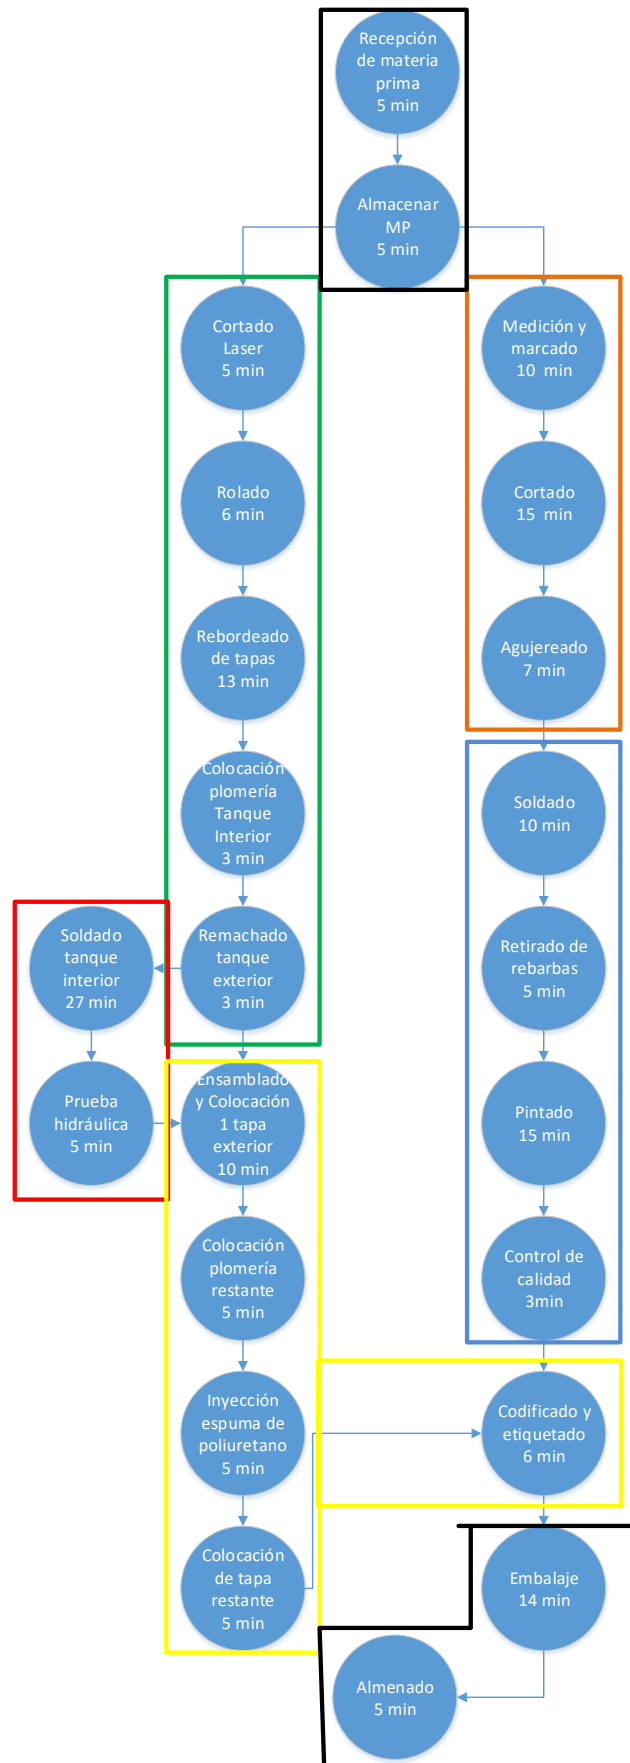 Recepción
de materia
prima
5 min
Almacenar
MP
5 min
Cortado
Laser
5 min
Medición y
marcado
10 min
Rolado
6 min
Cortado
15 min
Rebordeado
de tapas
13 min
Agujereado
7 min
Colocación
plomería
Tanque
Interior
3 min
Soldado
10 min
Soldado
tanque
interior
27 min
Remachado
tanque
exterior
3 min
Retirado de
rebarbas
5 min
Prueba
hidráulica
5 min
Ensamblado
y Colocación
1 tapa
exterior
10 min
Pintado
15 min
Colocación
plomería
restante
5 min
Control de
calidad
3min
Inyección
espuma de
poliuretano
5 min
Codificado y
etiquetado
6 min
Colocación
de tapa
restante
5 min
Embalaje
14 min
Almenado
5 min